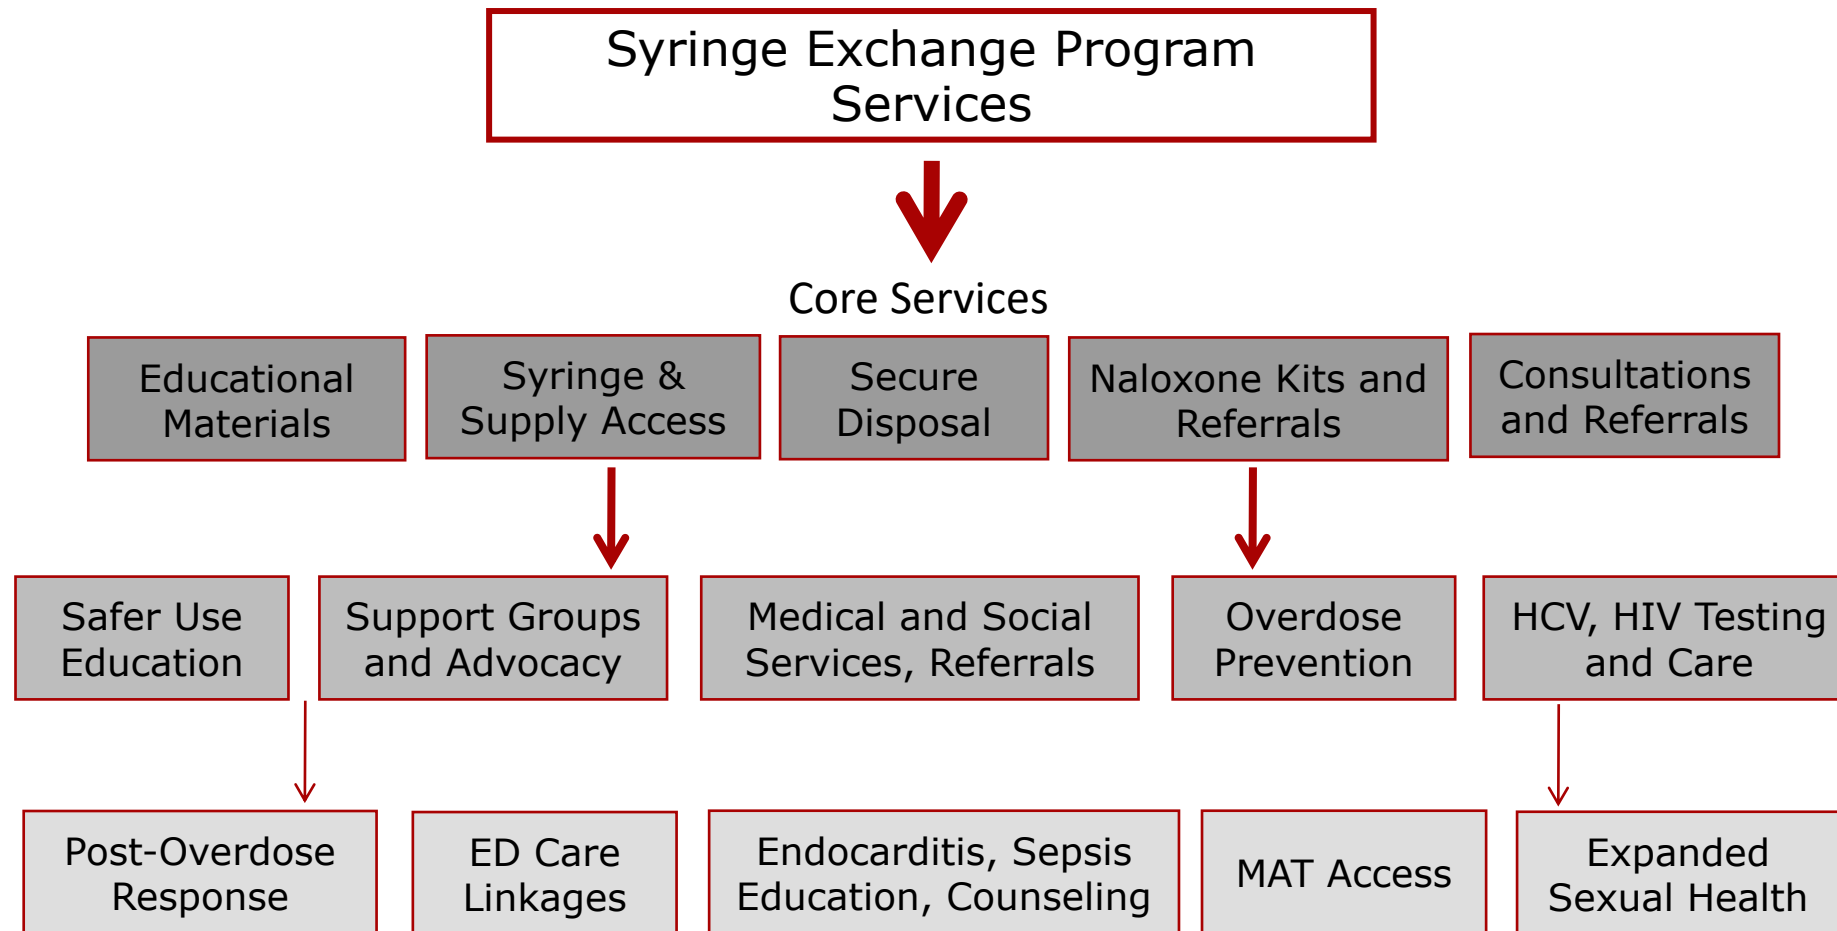 Syringe Exchange Program
Services
Core Services
Educational
Materials
Syringe &
Supply Access
Secure
Disposal
Naloxone Kits and
Referrals
Consultations
and Referrals
Safer Use
Education
Support Groups
and Advocacy
Medical and Social
Services, Referrals
Overdose
Prevention
HCV, HIV Testing
and Care
Post-Overdose
Response
ED Care
Linkages
Endocarditis, Sepsis
Education, Counseling
MAT Access
Expanded
Sexual Health